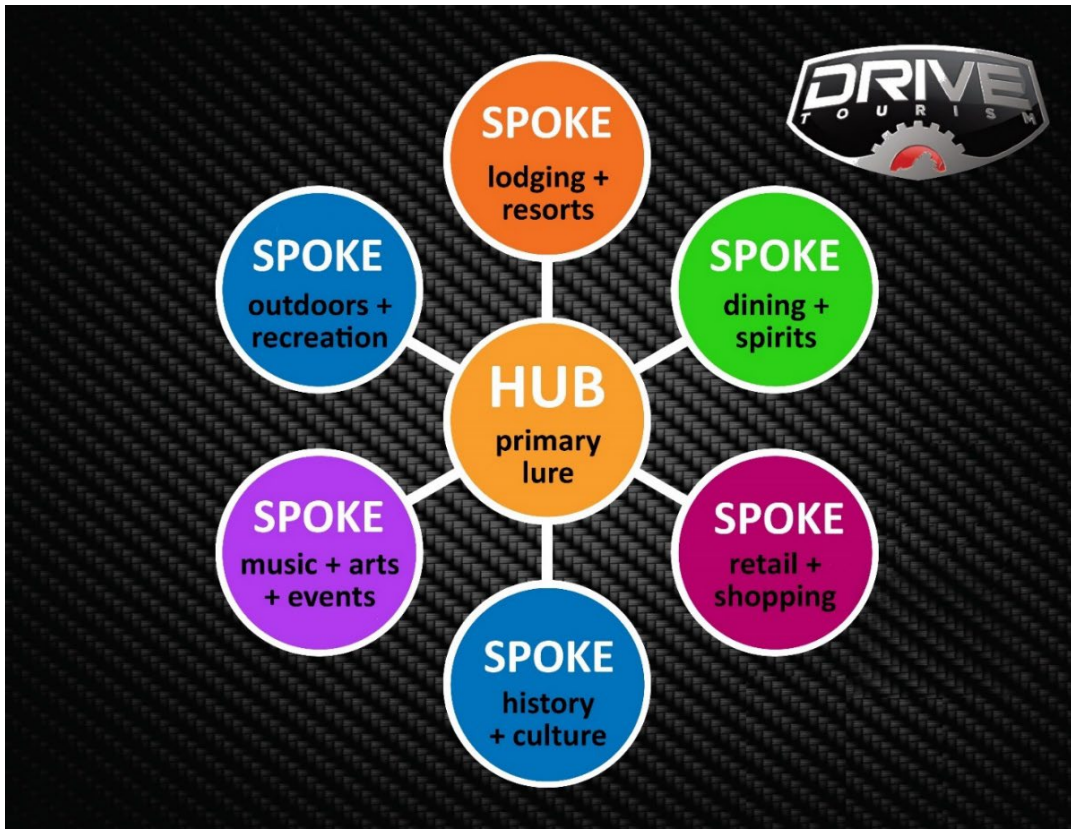 DRIVE
TOURISM
SPOKE
lodging +
resorts
SPOKE
dining +
spirits
SPOKE
retail +
shopping
SPOKE
history
+ culture
SPOKE
music + arts
+ events
SPOKE
outdoors +
recreation
HUB
primary
lure